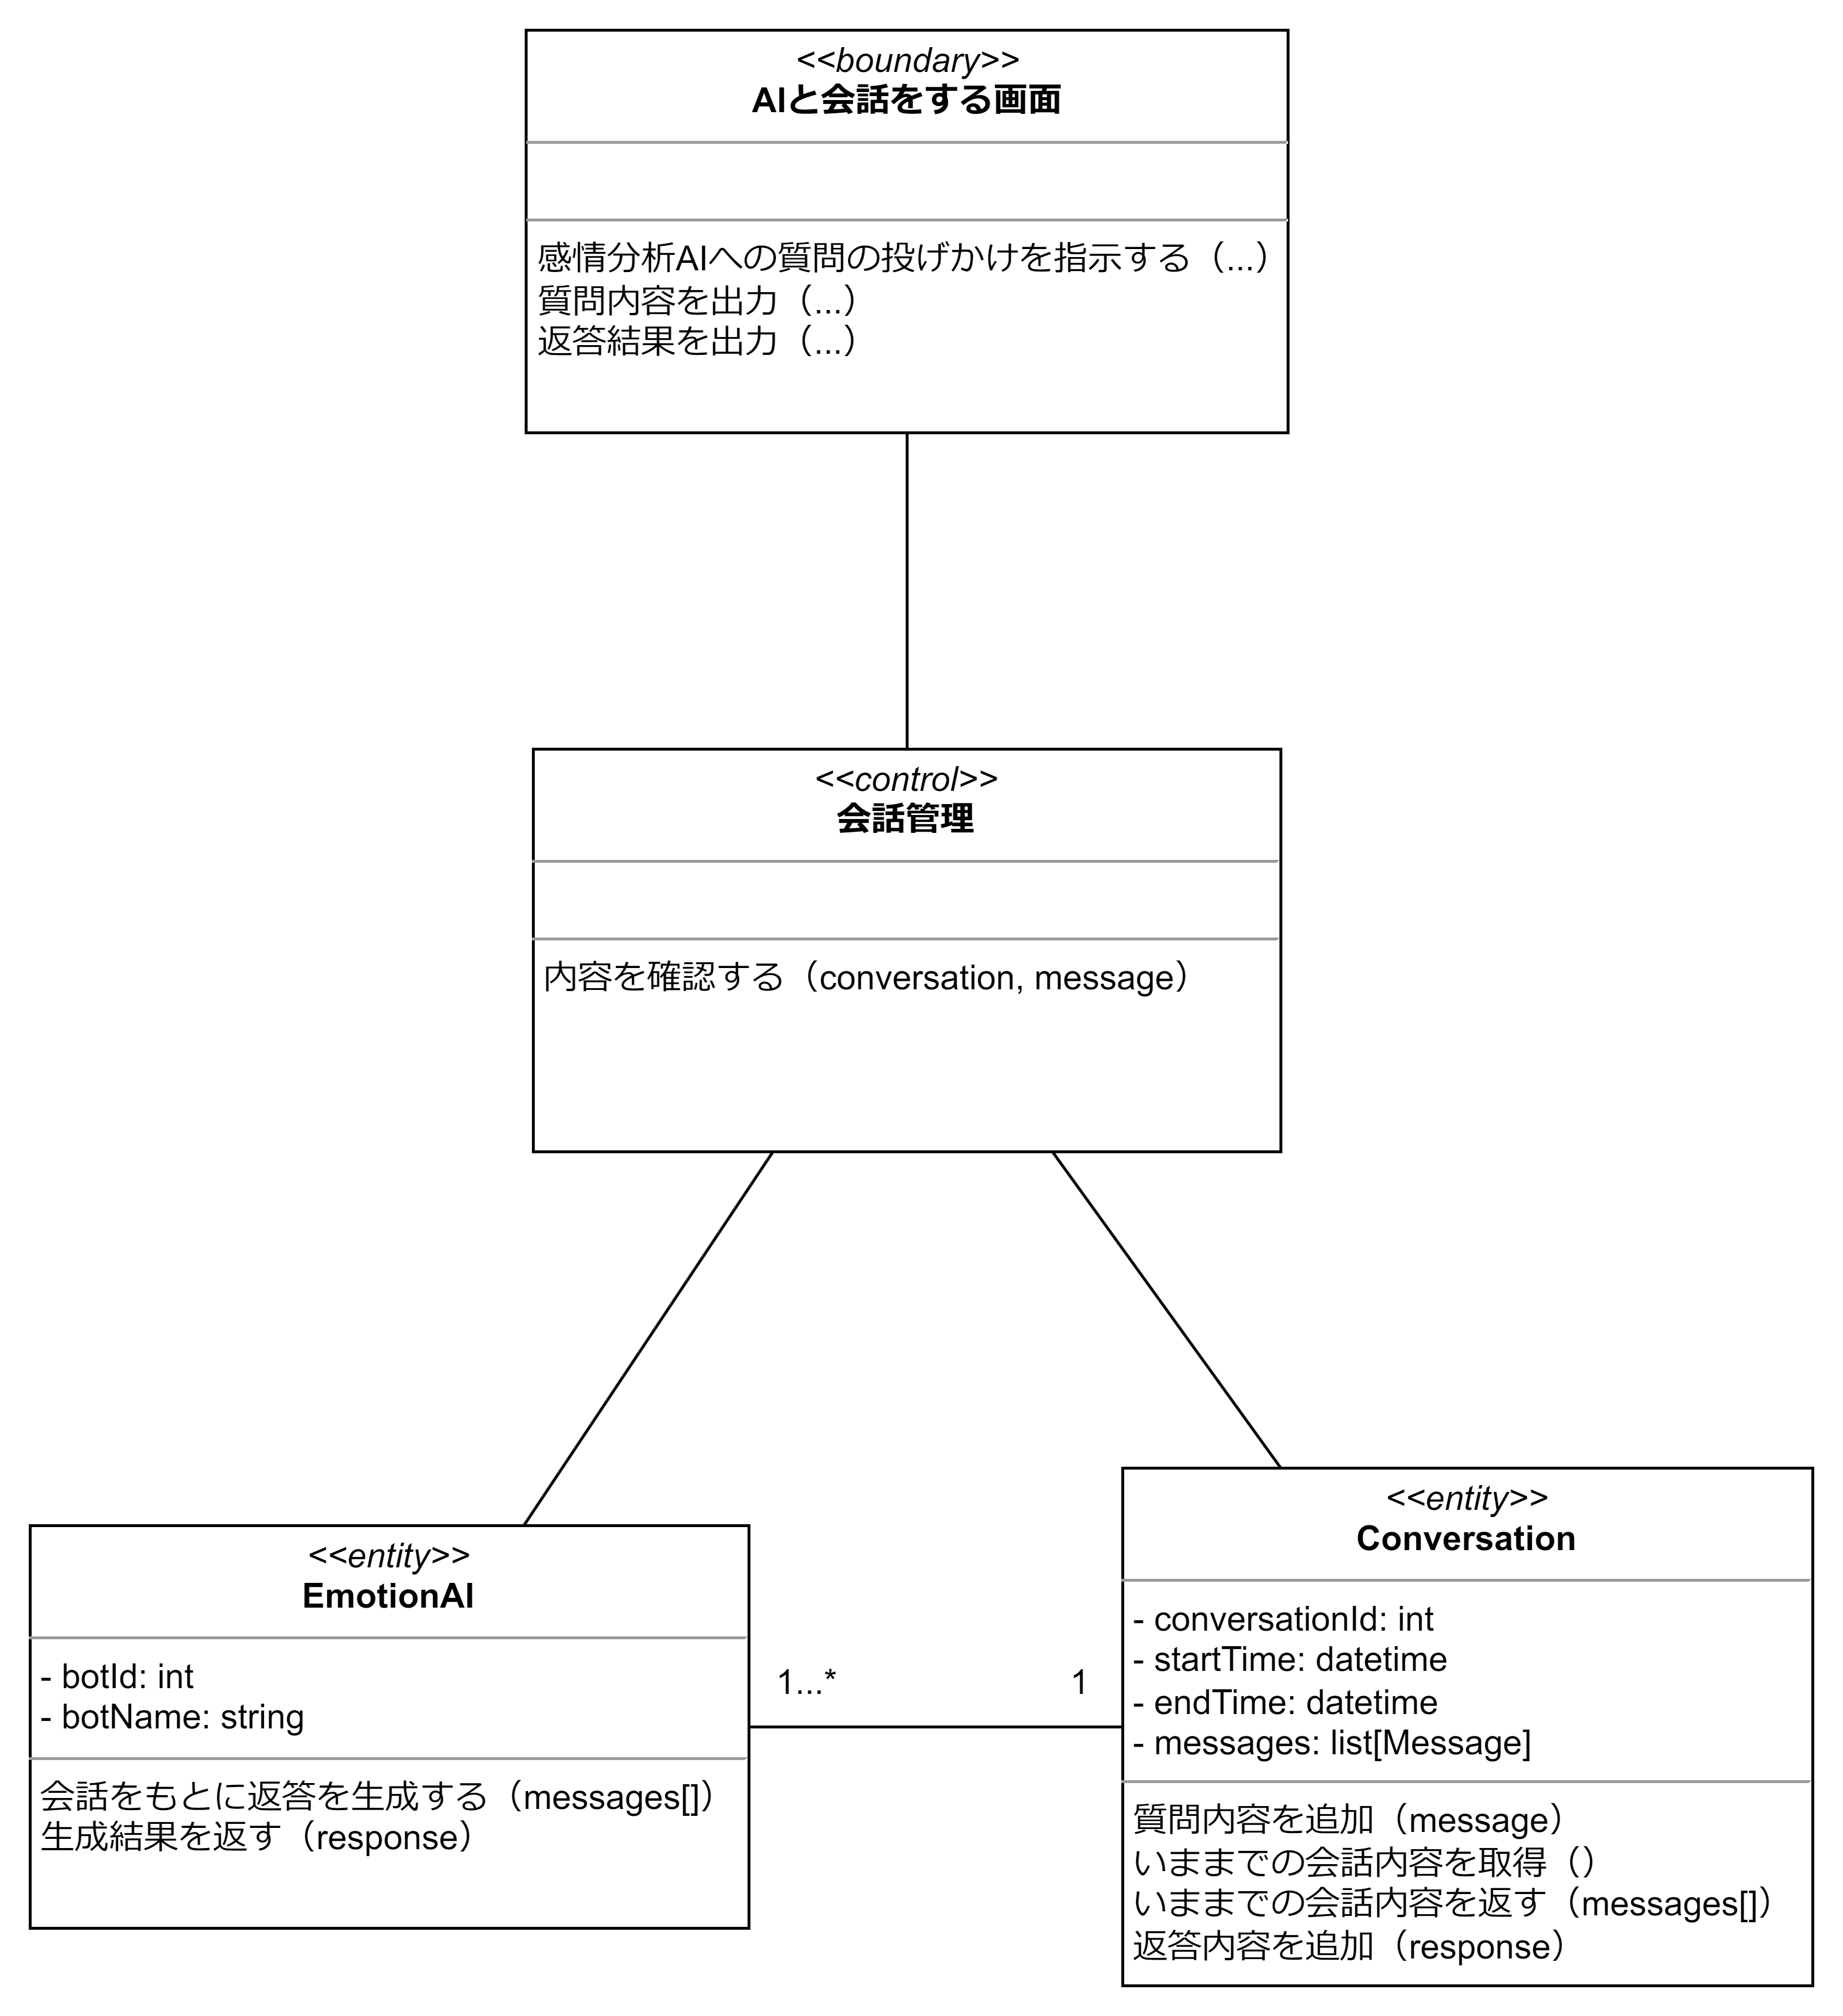 <<boundary>>
AIと会話をする画面
感情分析AIへの質問の投げかけを指示する（...）
質問内容を出力（...）
返答結果を出力（...）
<<control>>
会話管理
内容を確認する（conversation, message）
<<entity>>
EmotionAI
- botId: int
- botName: string
会話をもとに返答を生成する（messages[]）
生成結果を返す（response）
1...*
1
<<entity>>
Conversation
- conversationId: int
- startTime: datetime
- endTime: datetime
- messages: list[Message]
質問内容を追加（message）
いままでの会話内容を取得（）
いままでの会話内容を返す（messages[]）
返答内容を追加（response）